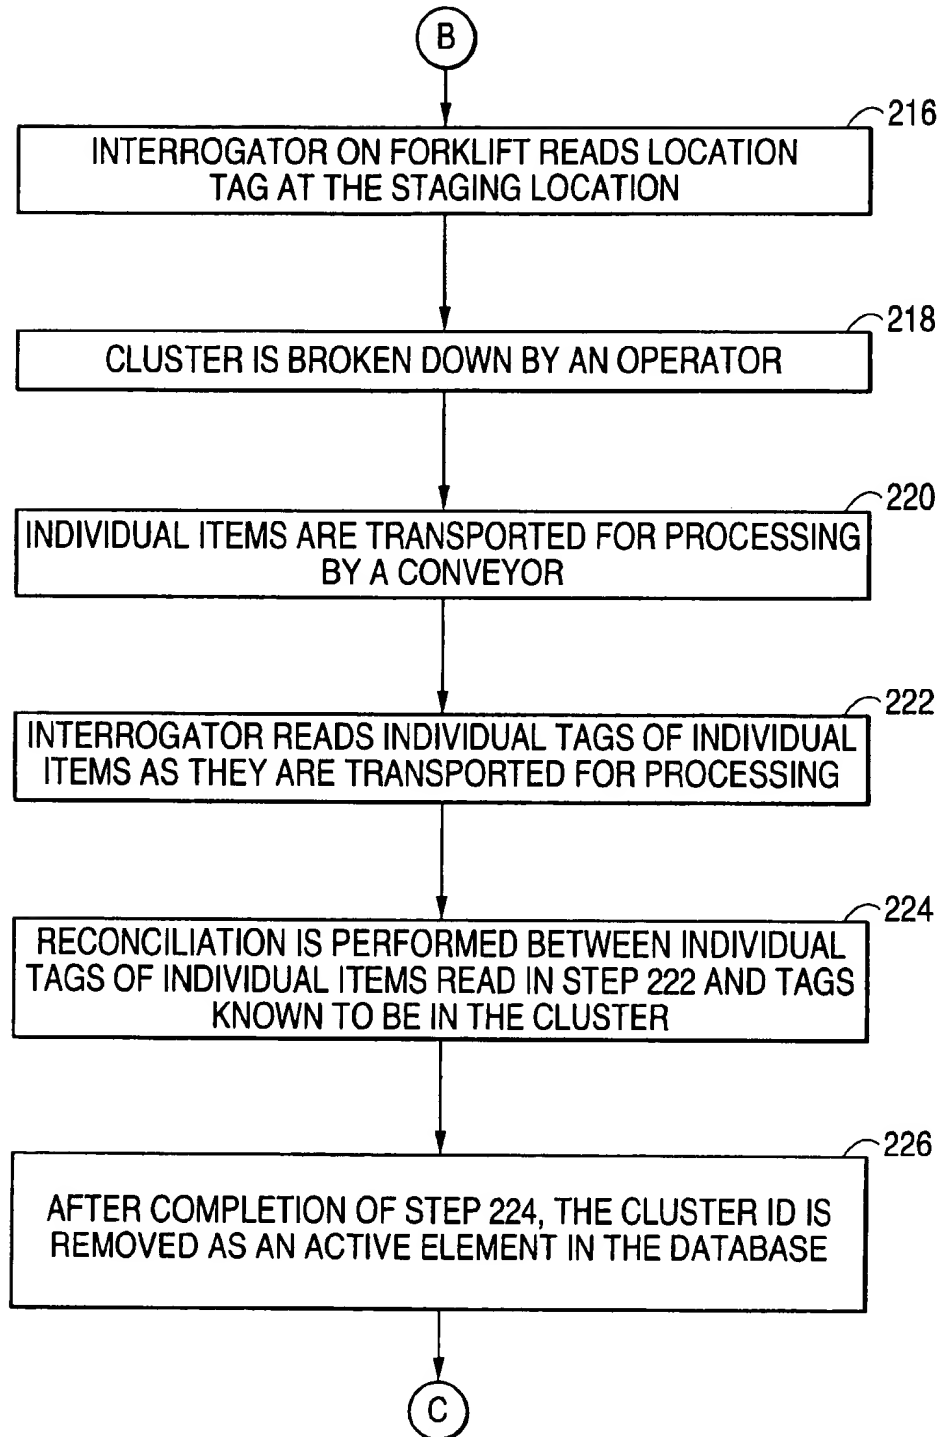 B
216
INTERROGATOR ON FORKLIFT READS LOCATION
TAG AT THE STAGING LOCATION
218
CLUSTER IS BROKEN DOWN BY AN OPERATOR
220
INDIVIDUAL ITEMS ARE TRANSPORTED FOR PROCESSING
BY A CONVEYOR
222
INTERROGATOR READS INDIVIDUAL TAGS OF INDIVIDUAL
ITEMS AS THEY ARE TRANSPORTED FOR PROCESSING
224
RECONCILIATION IS PERFORMED BETWEEN INDIVIDUAL
TAGS OF INDIVIDUAL ITEMS READ IN STEP 222 AND TAGS
KNOWN TO BE IN THE CLUSTER
226
AFTER COMPLETION OF STEP 224, THE CLUSTER ID IS
REMOVED AS AN ACTIVE ELEMENT IN THE DATABASE
C